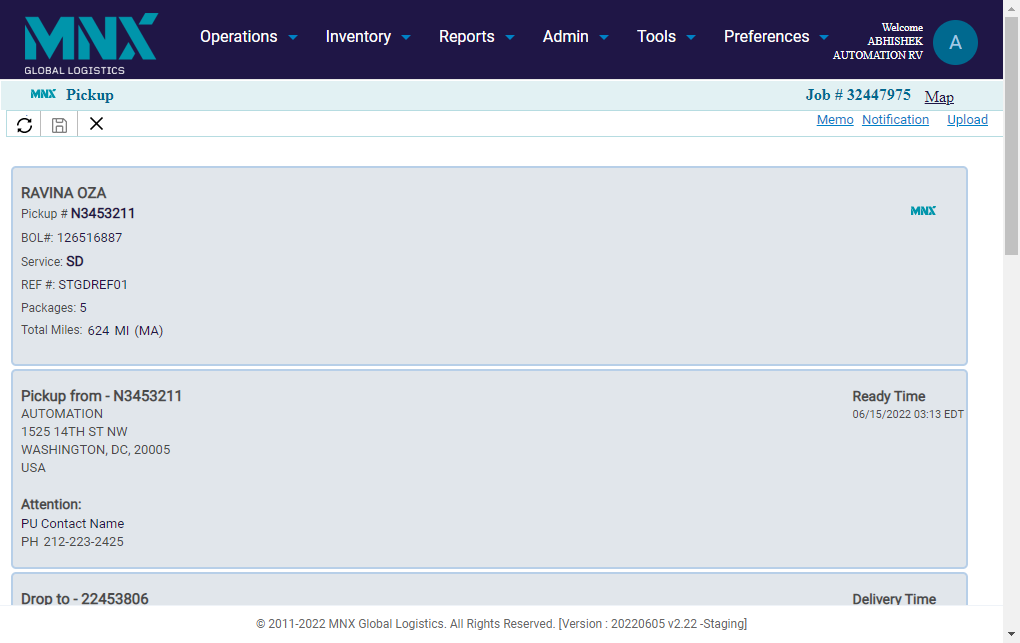 MNX
GLOBAL LOGISTICS
Operations Inventory Reports Admin Tools Preferences
Welcome
ABHISHEK
AUTOMATION RV
A
MNX Pickup Job # 32447975 Map
Memo Notification Upload
RAVINA OZA
Pickup # N3453211
MNX
BOL#: 126516887
Service: SD
REF #: STGDREF01
Packages: 5
Total Miles: 624 MI (MA)
Pickup from - N3453211 Ready Time
AUTOMATION 06/15/2022 03:13 EDT
1525 14TH ST NW
WASHINGTON, DC, 20005
USA
Attention:
PU Contact Name
PH 212-223-2425
Drop to - 22453806 Delivery Time
© 2011-2022 MNX Global Logistics. All Rights Reserved. [Version : 20220605 v2.22 -Staging]